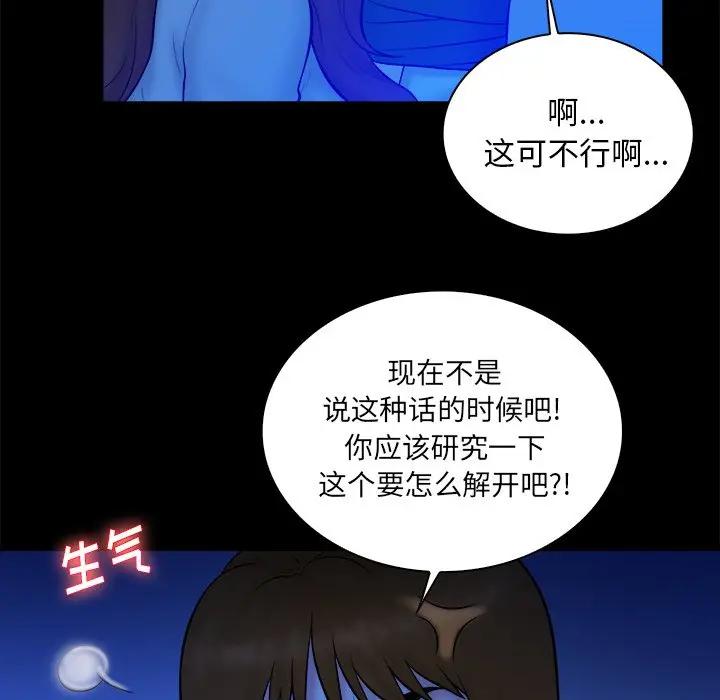 啊...
这可不行啊...
现在不是
说这种话的时候吧!
你应该研究一下
这个要怎么解开吧?!
生气